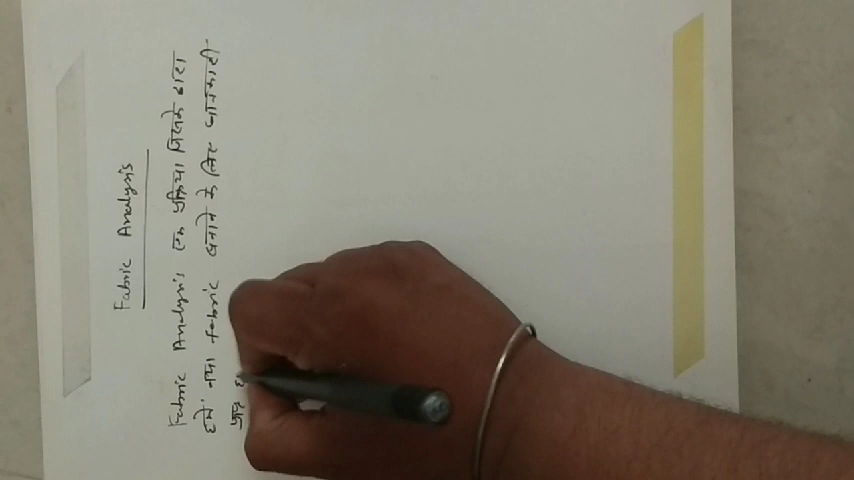 Fabric Analysis
Fabric Analysis एक प्रक्रिया जिसके द्वारा
हमें नया fabric बनाने के लिए जानकारी
प्राप्त